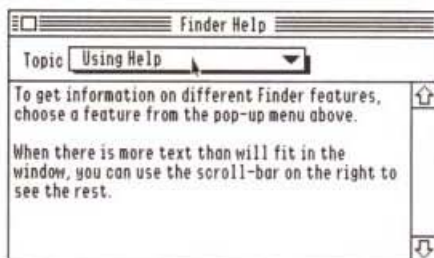 Finder Help
Topic Using Help
To get information on different Finder features,
choose a feature from the pop-up menu above.
When there is more text than will fit in the
window, you can use the scroll-bar on the right to
see the rest.